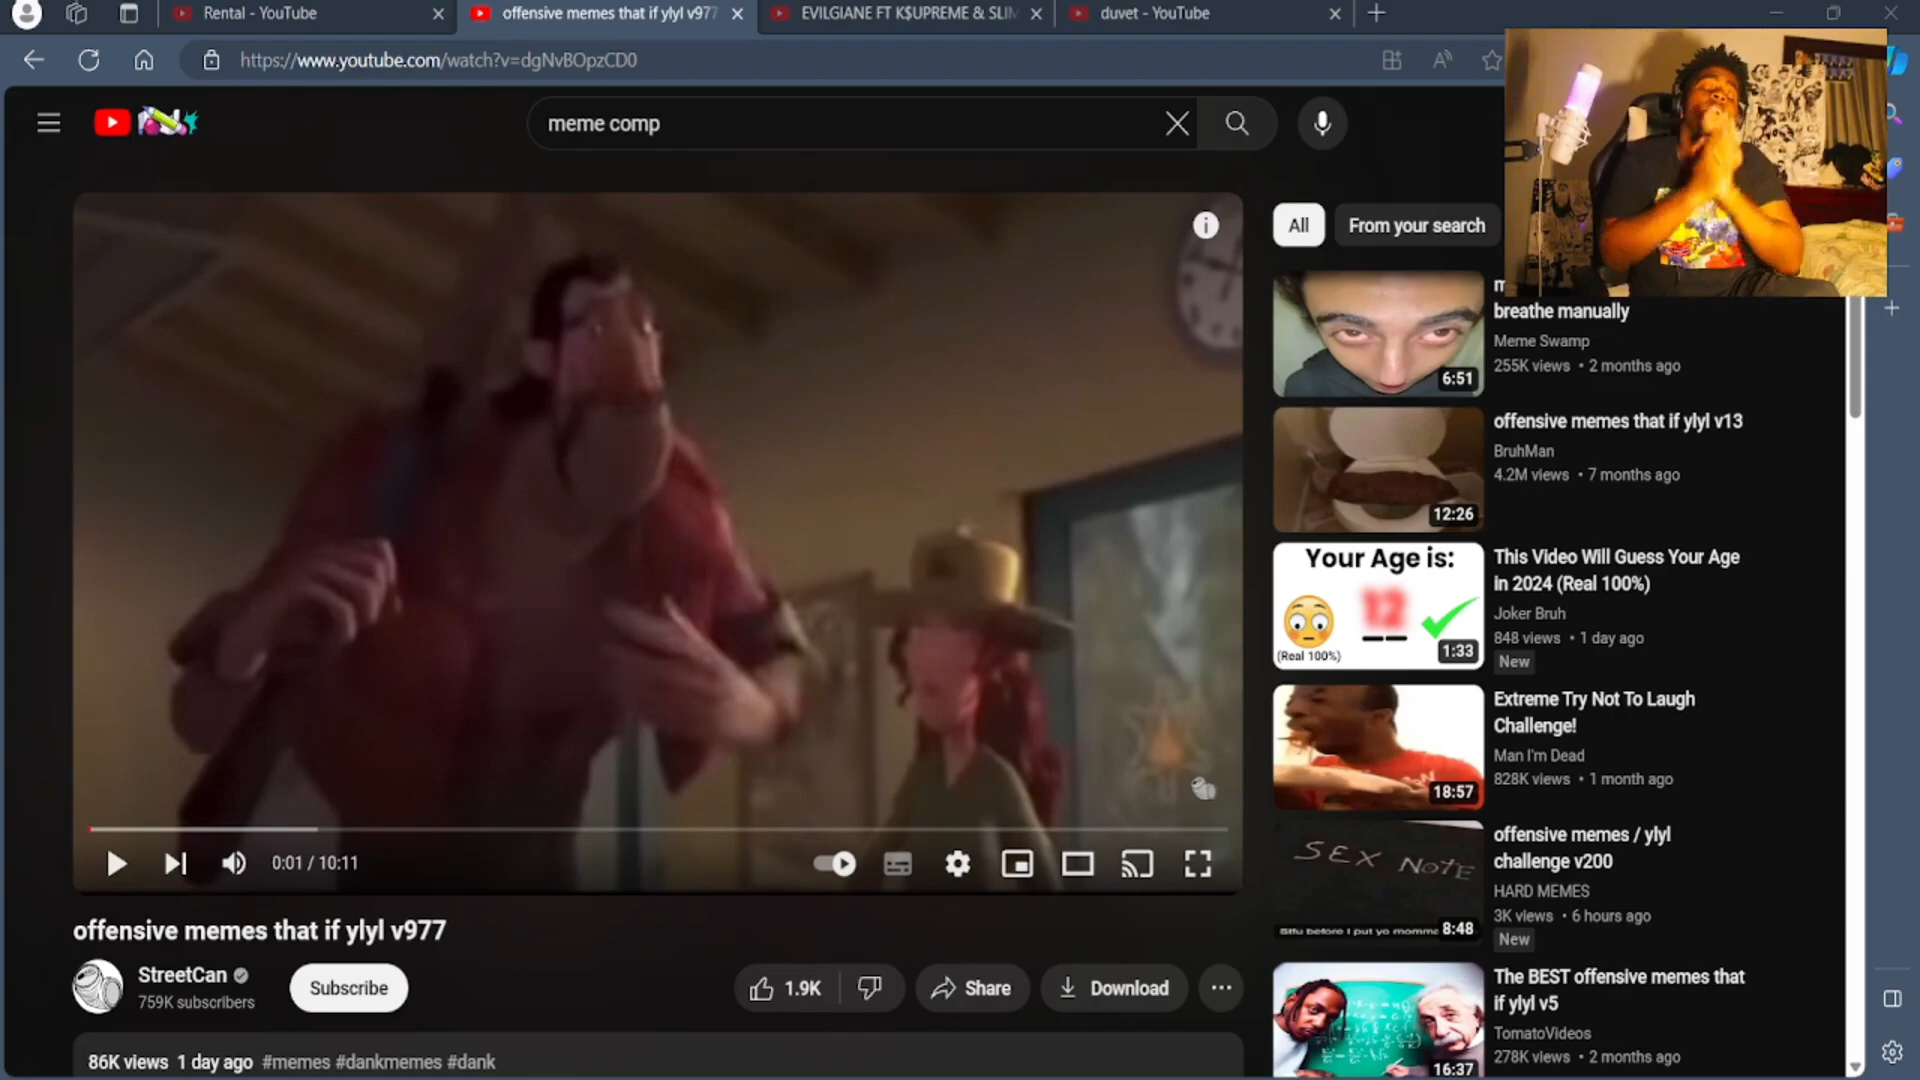 Rental - YouTube
offensive memes that if ylyl v977
EVILGIANE FT K$UPREME & SLIM
duvet - YouTube
https://www.youtube.com/watch?v=dgNvBOpzCD0
meme comp
All
From your search
breathe manually
Meme Swamp
255K views • 2 months ago
6:51
offensive memes that if ylyl v13
BruhMan
4.2M views • 7 months ago
12:26
Your Age is:
12
(Real 100%)
1:33
This Video Will Guess Your Age
in 2024 (Real 100%)
Joker Bruh
848 views • 1 day ago
New
Extreme Try Not To Laugh
Challenge!
Man I'm Dead
828K views • 1 month ago
18:57
SEX NOTE
8:48
offensive memes / ylyl
challenge v200
HARD MEMES
3K views • 6 hours ago
New
The BEST offensive memes that
if ylyl v5
TomatoVideos
278K views • 2 months ago
16:37
0:01 / 10:11
offensive memes that if ylyl v977
StreetCan
759K subscribers
Subscribe
1.9K
Share
Download
86K views 1 day ago #memes #dankmemes #dank